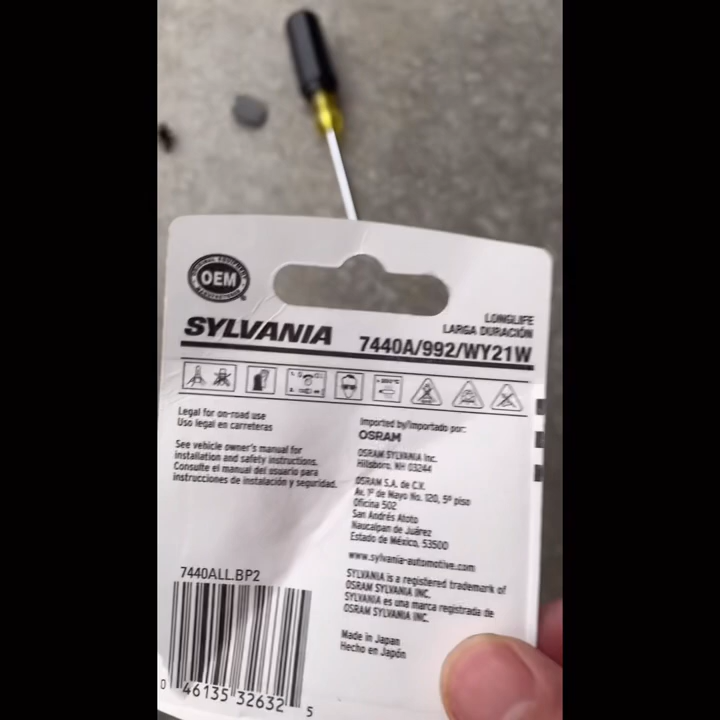 OEM
SYLVANIA
LONGLIFE
LARGA DURACIÓN
7440A/992/WY21W
Legal for on-road use
Uso legal en carreteras
See vehicle owner's manual for
installation and safety instructions.
Consulte el manual del usuario para
instrucciones de instalación y seguridad.
Imported by/Importado por:
OSRAM
OSRAM SYLVANIA Inc.
Hillsboro, NH 03244
OSRAM S.A. de C.V.
Av. 1º de Mayo No. 120, 5º piso
Oficina 502
San Andrés Atoto
Naucalpan de Juárez
Estado de México, 53500
www.sylvania-automotive.com
SYLVANIA is a registered trademark of
OSRAM SYLVANIA INC.
SYLVANIA es una marca registrada de
OSRAM SYLVANIA INC.
Made in Japan
Hecho en Japón
7440ALL.BP2
0 46135 32632 5